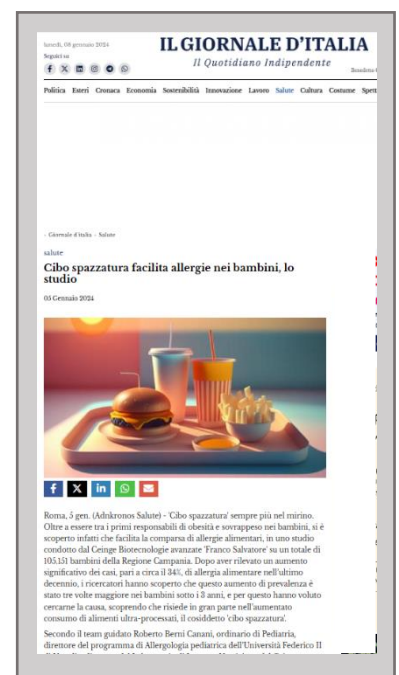 lunedì, 08 gennaio 2024
Seguici su
IL GIORNALE D'ITALIA
Il Quotidiano Indipendente
Politica Esteri Cronaca Economia Sostenibilità Innovazione Lavoro Salute Cultura Costume
» Giornale d'italia » Salute
salute
Cibo spazzatura facilita allergie nei bambini, lo
studio
05 Gennaio 2024
Roma, 5 gen. (Adnkronos Salute) - 'Cibo spazzatura' sempre più nel mirino.
Oltre a essere tra i primi responsabili di obesità e sovrappeso nei bambini, si è
scoperto infatti che facilita la comparsa di allergie alimentari, in uno studio
condotto dal Ceinge Biotecnologie avanzate 'Franco Salvatore' su un totale di
105.151 bambini della Regione Campania. Dopo aver rilevato un aumento
significativo dei casi, pari a circa il 34%, di allergia alimentare nell'ultimo
decennio, i ricercatori hanno scoperto che questo aumento di prevalenza è
stato tre volte maggiore nei bambini sotto i 3 anni, e per questo hanno voluto
cercarne la causa, scoprendo che risiede in gran parte nell'aumentato
consumo di alimenti ultra-processati, il cosiddetto 'cibo spazzatura'.
Secondo il team guidato Roberto Berni Canani, ordinario di Pediatria,
direttore del programma di Allergologia pediatrica dell'Università Federico II